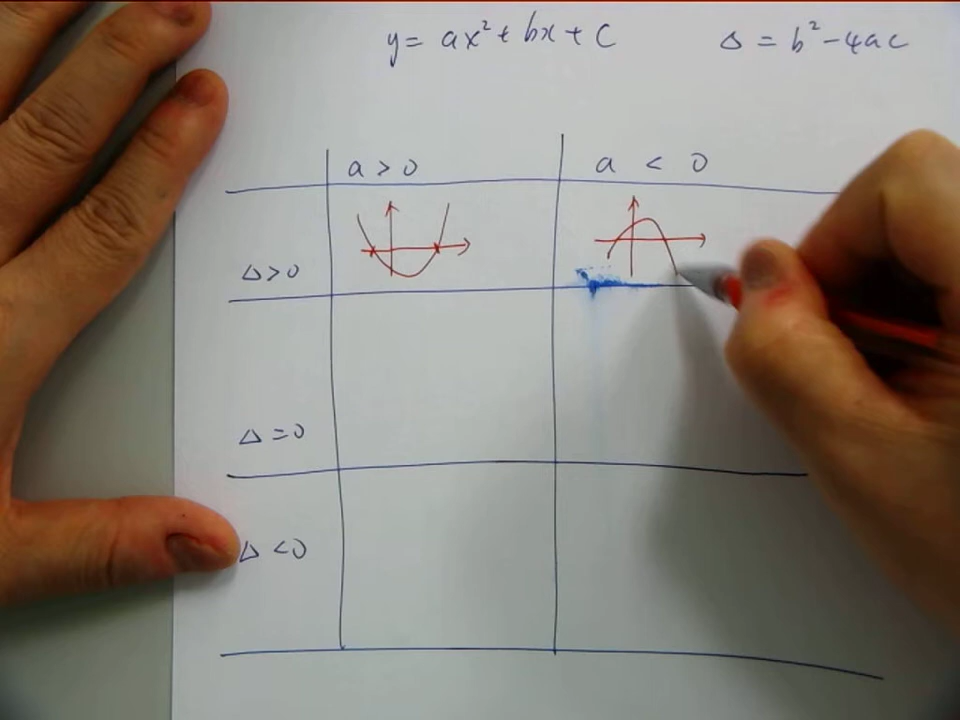 y = ax² + bx + c Δ = b² - 4ac
a > 0 a < 0
Δ > 0
Δ = 0
Δ < 0